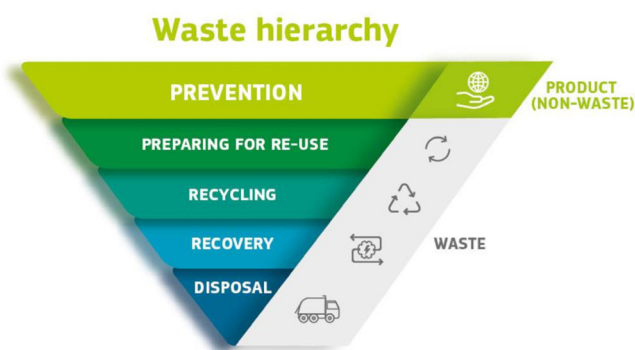 Waste hierarchy
PREVENTION
PRODUCT
(NON-WASTE)
PREPARING FOR RE-USE
RECYCLING
RECOVERY
WASTE
DISPOSAL